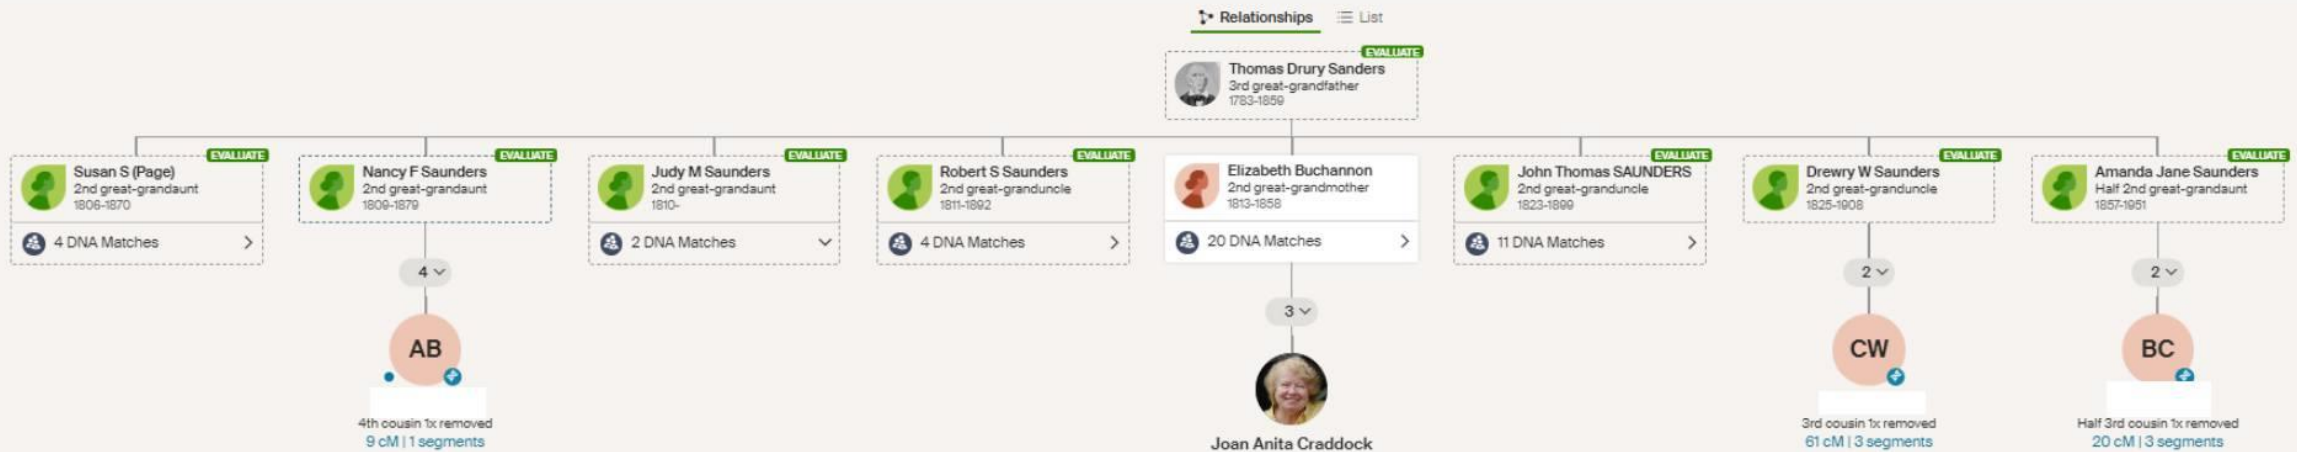 Relationships
List
EVALUATE
Thomas Drury Sanders
3rd great-grandfather
1783-1859
EVALUATE
Susan S (Page)
2nd great-grandaunt
1806-1870
4 DNA Matches
EVALUATE
Nancy F Saunders
2nd great-grandaunt
1809-1879
4
AB
4th cousin 1x removed
9 cM | 1 segments
EVALUATE
Judy M Saunders
2nd great-grandaunt
1810-
2 DNA Matches
EVALUATE
Robert S Saunders
2nd great-granduncle
1811-1892
4 DNA Matches
Elizabeth Buchannon
2nd great-grandmother
1813-1858
20 DNA Matches
3
Joan Anita Craddock
EVALUATE
John Thomas SAUNDERS
2nd great-granduncle
1823-1899
11 DNA Matches
EVALUATE
Drewry W Saunders
2nd great-granduncle
1825-1908
2
CW
3rd cousin 1x removed
61 cM | 3 segments
EVALUATE
Amanda Jane Saunders
Half 2nd great-grandaunt
1857-1951
2
BC
Half 3rd cousin 1x removed
20 cM | 3 segments